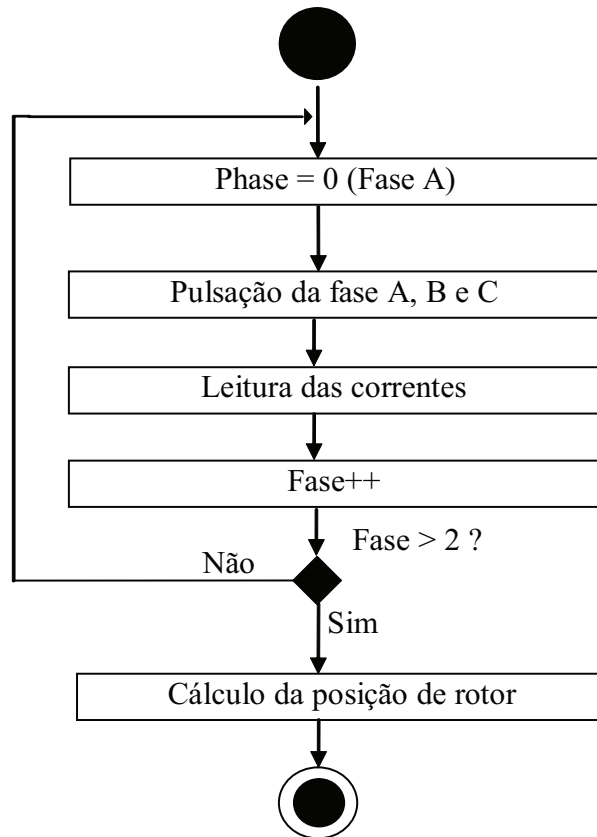 Phase = 0 (Fase A)
Pulsação da fase A, B e C
Leitura das correntes
Fase++
Fase > 2 ?
Não
Sim
Cálculo da posição de rotor